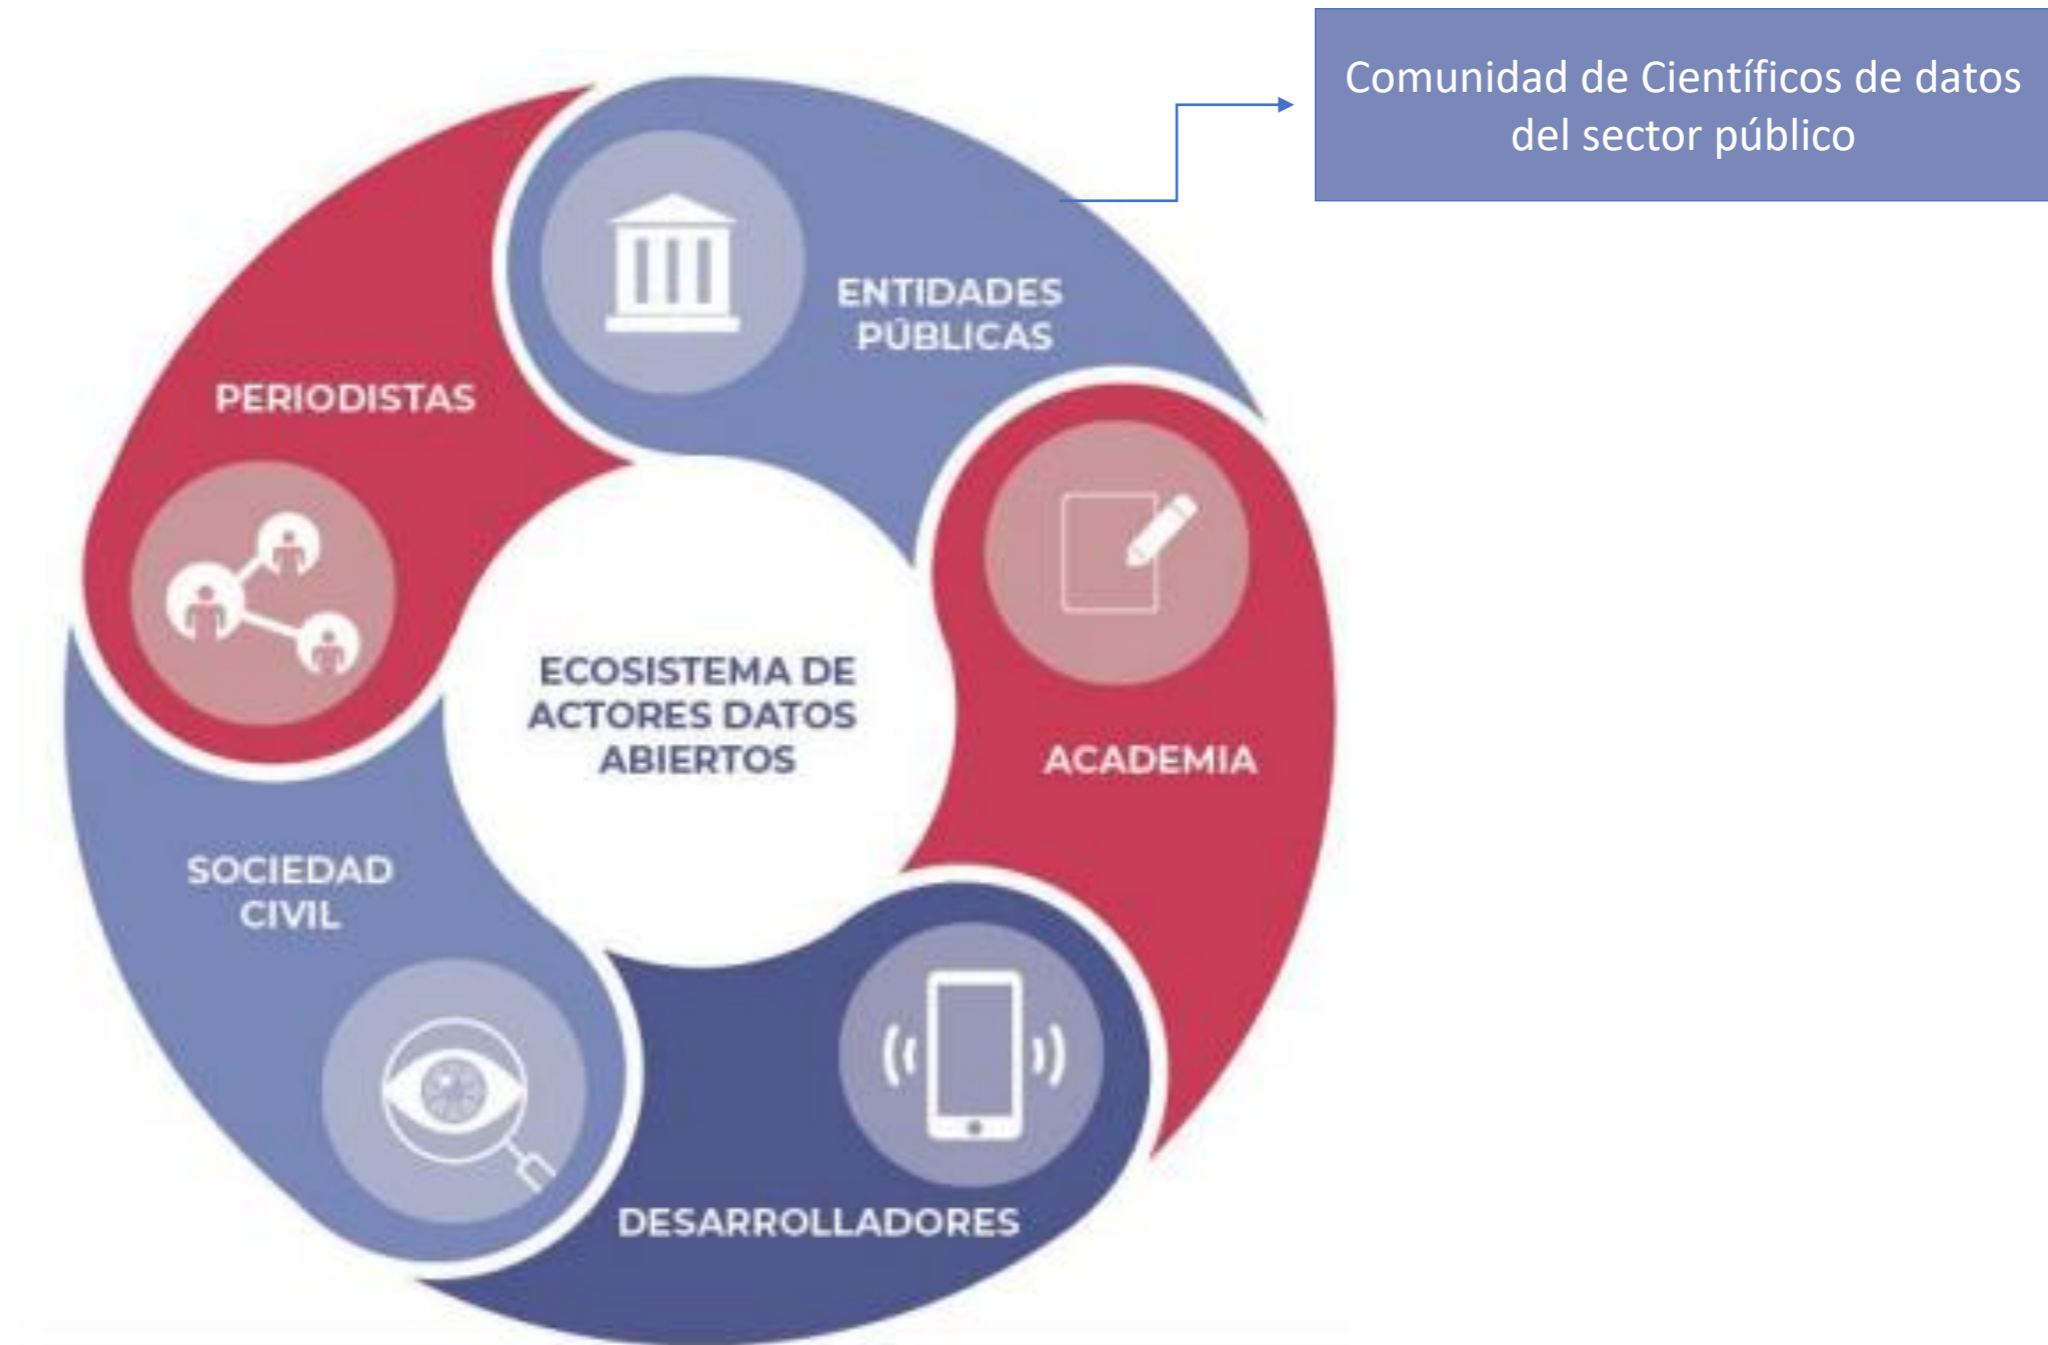 Comunidad de Científicos de datos
del sector público
ENTIDADES
PÚBLICAS
PERIODISTAS
ECOSISTEMA DE
ACTORES DATOS
ABIERTOS
ACADEMIA
SOCIEDAD
CIVIL
DESARROLLADORES